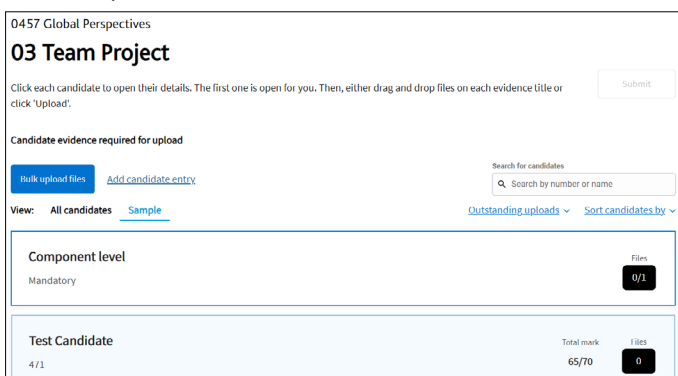 0457 Global Perspectives
03 Team Project
Click each candidate to open their details. The first one is open for you. Then, either drag and drop files on each evidence title or
click 'Upload'.
Submit
Candidate evidence required for upload
Bulk upload files
Add candidate entry
Search for candidates
Search by number or name
View: All candidates Sample
Outstanding uploads
Sort candidates by
Component level
Mandatory
Files
0/1
Test Candidate
471
Total mark
65/70
Files
0